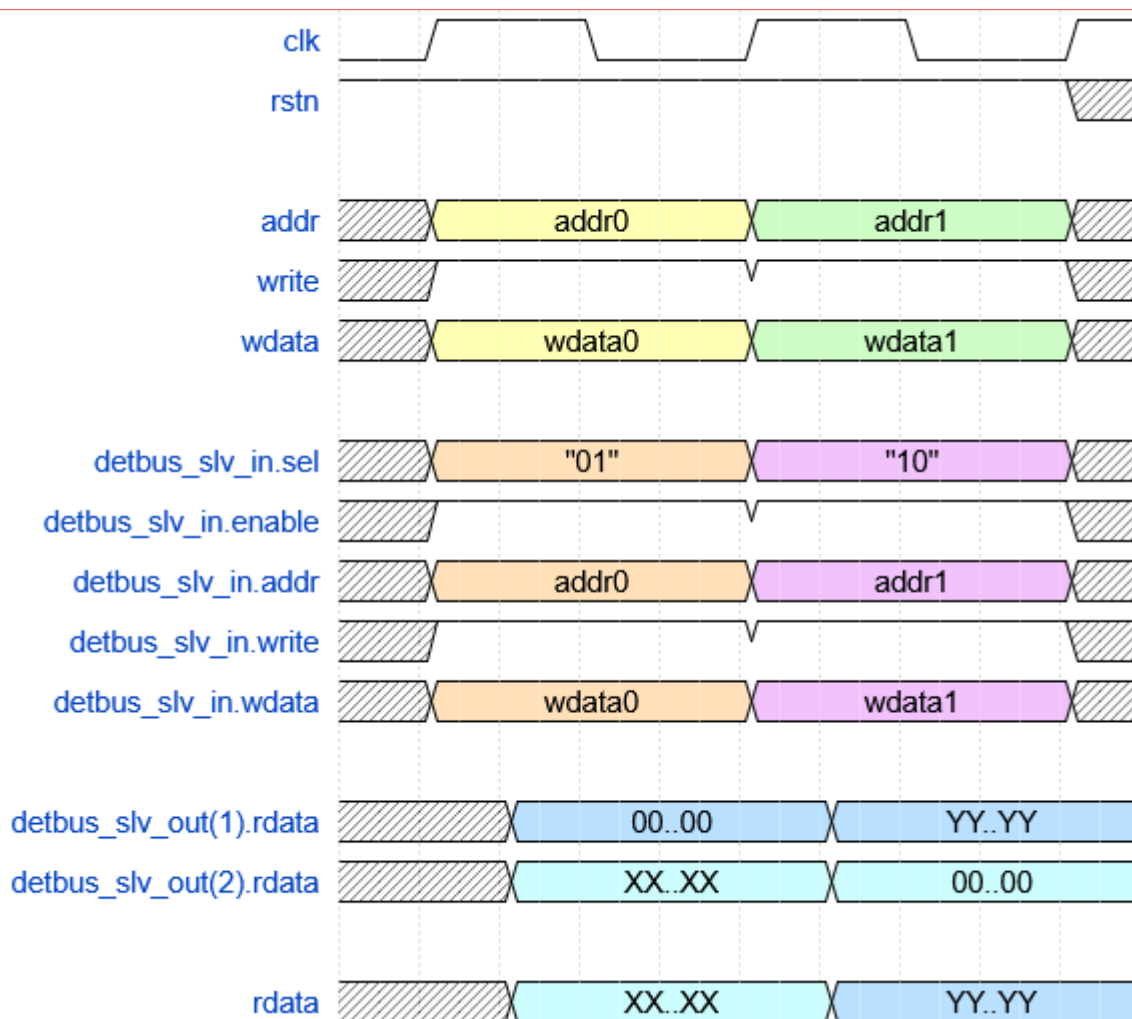 clk
rstn
addr addr0 addr1
write
wdata wdata0 wdata1
detbus_slv_in.sel "01" "10"
detbus_slv_in.enable
detbus_slv_in.addr addr0 addr1
detbus_slv_in.write
detbus_slv_in.wdata wdata0 wdata1
detbus_slv_out(1).rdata 00..00 YY..YY
detbus_slv_out(2).rdata XX..XX 00..00
rdata XX..XX YY..YY